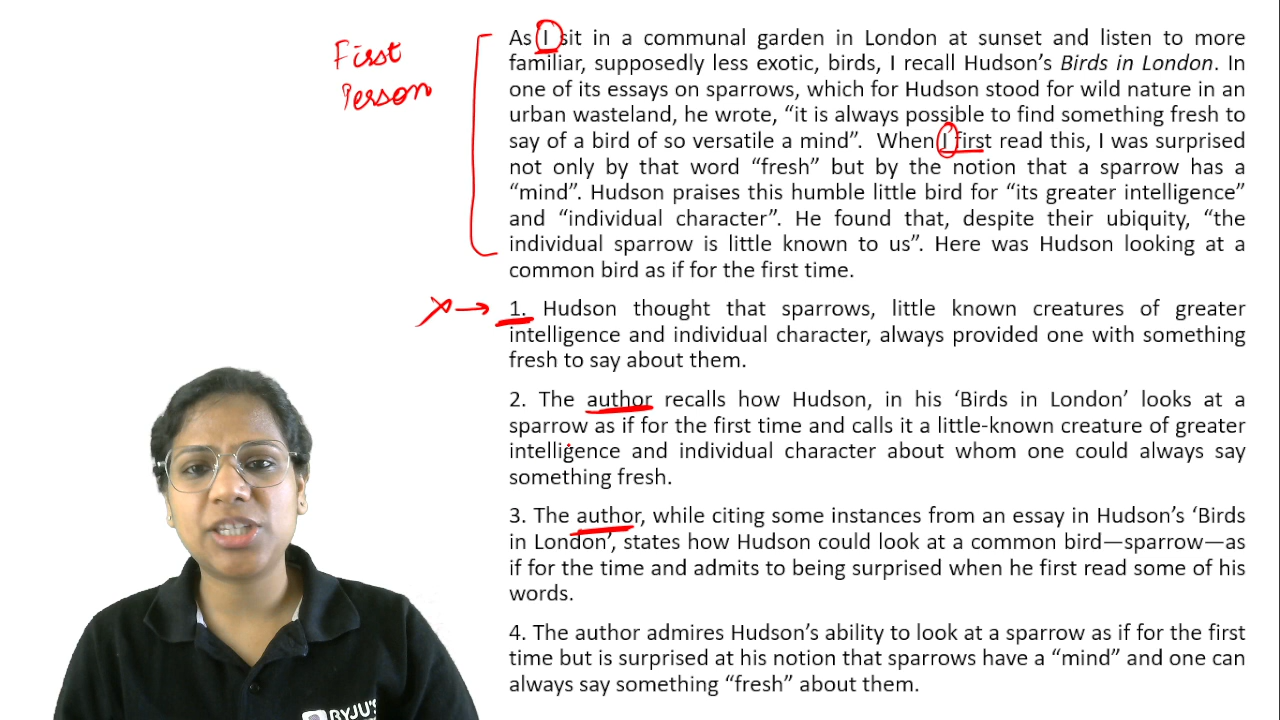 First
Person
As I sit in a communal garden in London at sunset and listen to more
familiar, supposedly less exotic, birds, I recall Hudson’s Birds in London. In
one of its essays on sparrows, which for Hudson stood for wild nature in an
urban wasteland, he wrote, “it is always possible to find something fresh to
say of a bird of so versatile a mind”. When I first read this, I was surprised
not only by that word “fresh” but by the notion that a sparrow has a
“mind”. Hudson praises this humble little bird for “its greater intelligence”
and “individual character”. He found that, despite their ubiquity, “the
individual sparrow is little known to us”. Here was Hudson looking at a
common bird as if for the first time.
1. Hudson thought that sparrows, little known creatures of greater
intelligence and individual character, always provided one with something
fresh to say about them.
2. The author recalls how Hudson, in his ‘Birds in London’ looks at a
sparrow as if for the first time and calls it a little-known creature of greater
intelligence and individual character about whom one could always say
something fresh.
3. The author, while citing some instances from an essay in Hudson’s ‘Birds
in London’, states how Hudson could look at a common bird—sparrow—as
if for the time and admits to being surprised when he first read some of his
words.
4. The author admires Hudson’s ability to look at a sparrow as if for the first
time but is surprised at his notion that sparrows have a “mind” and one can
always say something “fresh” about them.
BYJU'S